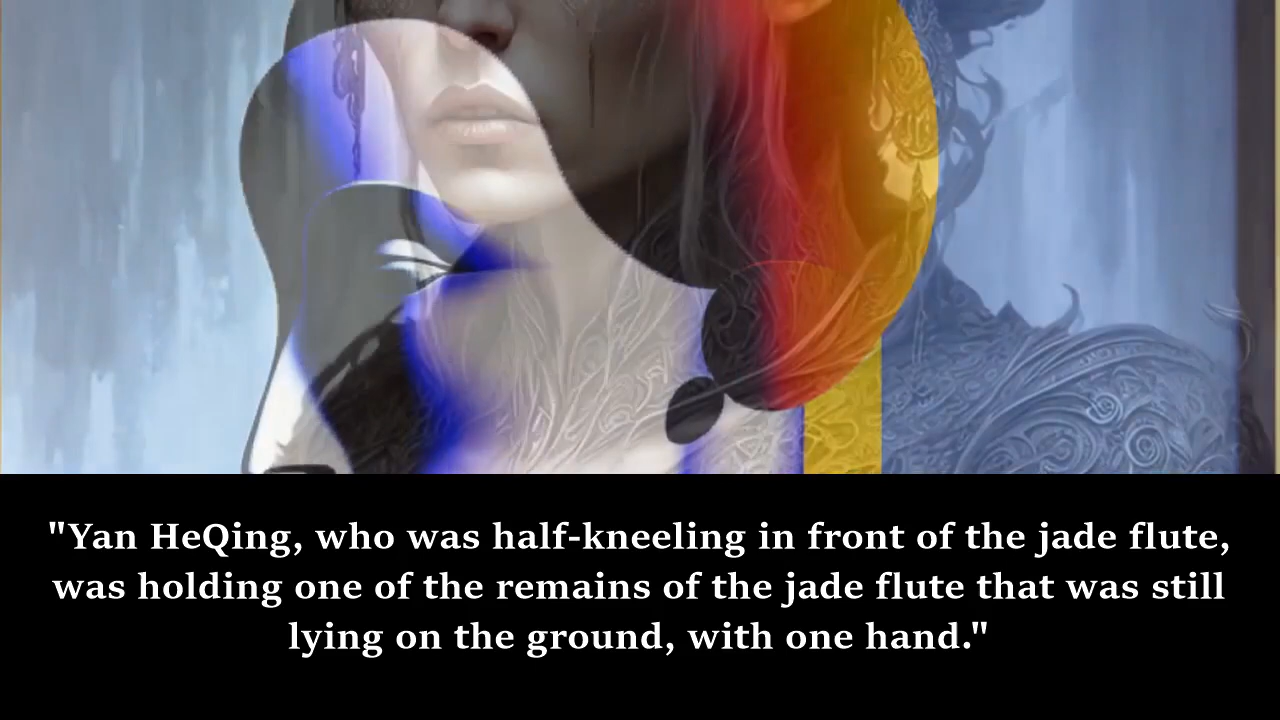 "Yan HeQing, who was half-kneeling in front of the jade flute,
was holding one of the remains of the jade flute that was still
lying on the ground, with one hand."